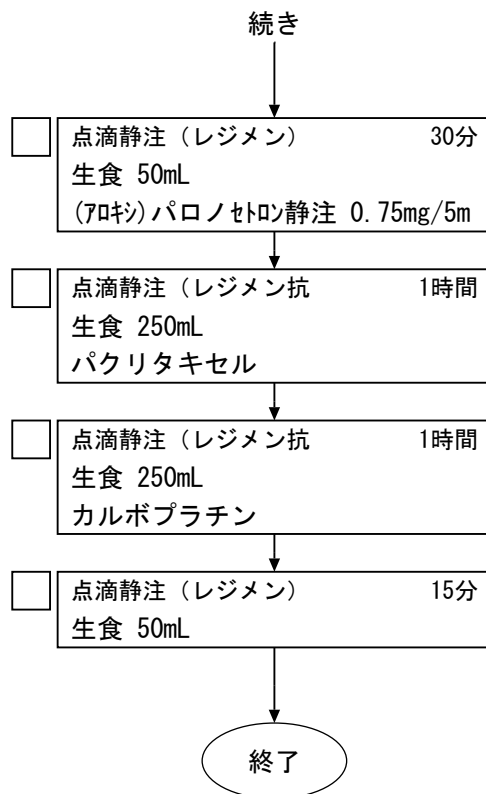 続き
点滴静注（レジメン） 30分
生食 50mL
(ｱﾛｷｼ)パロノｾﾄﾛﾝ静注 0.75mg/5m
点滴静注（レジメン抗 1時間
生食 250mL
パクリタキセル
点滴静注（レジメン抗 1時間
生食 250mL
カルボプラチン
点滴静注（レジメン） 15分
生食 50mL
終了